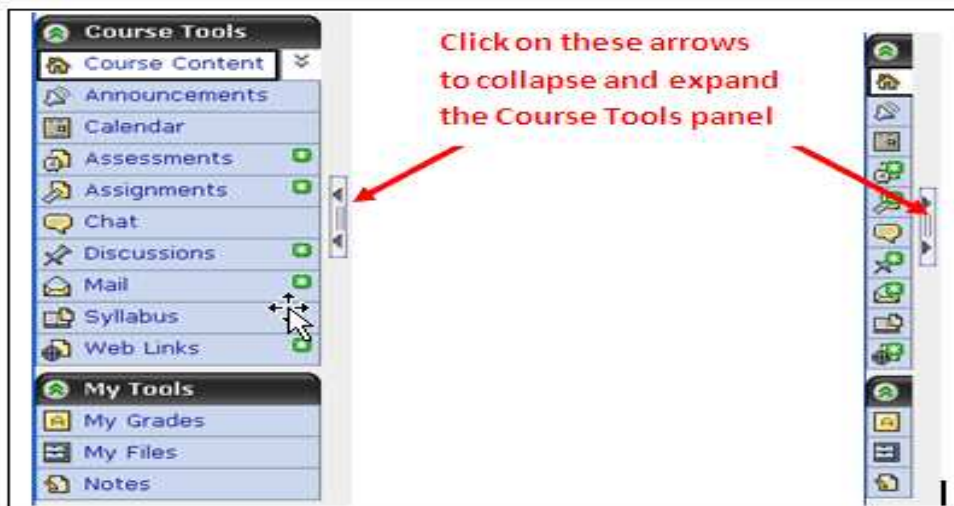 Course Tools
Course Content
Announcements
Calendar
Assessments
Assignments
Chat
Discussions
Mail
Syllabus
Web Links
My Tools
My Grades
My Files
Notes
Click on these arrows
to collapse and expand
the Course Tools panel